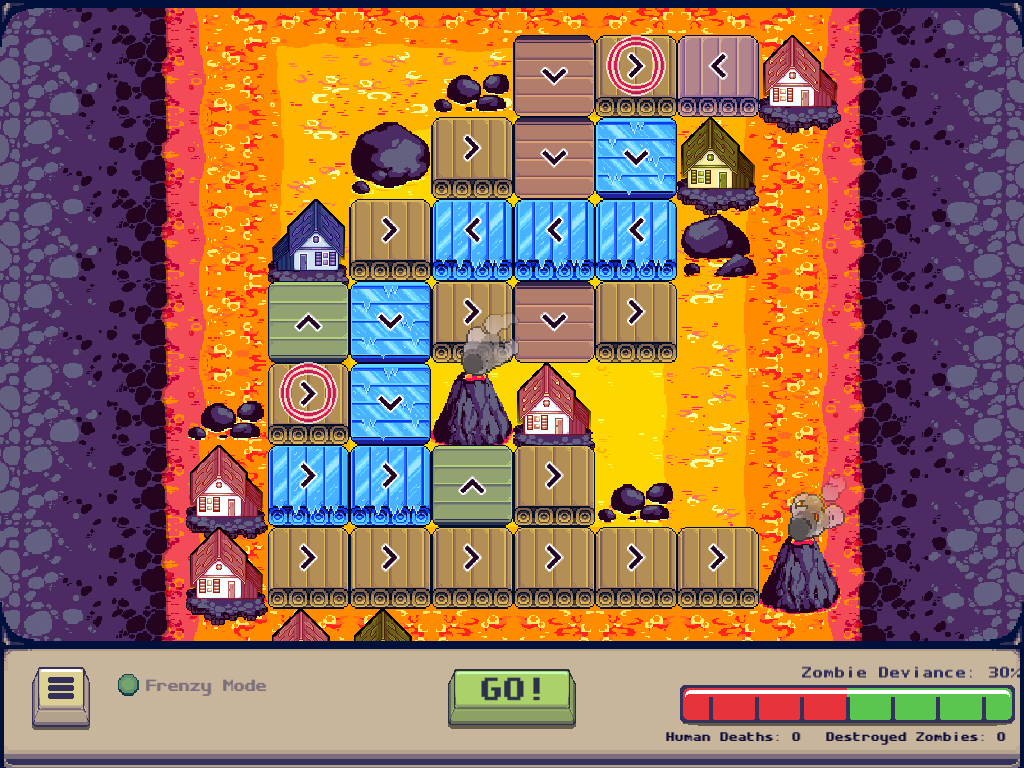 Frenzy Mode
GO!
Zombie Deviance: 30%
Human Deaths: 0
Destroyed Zombies: 0